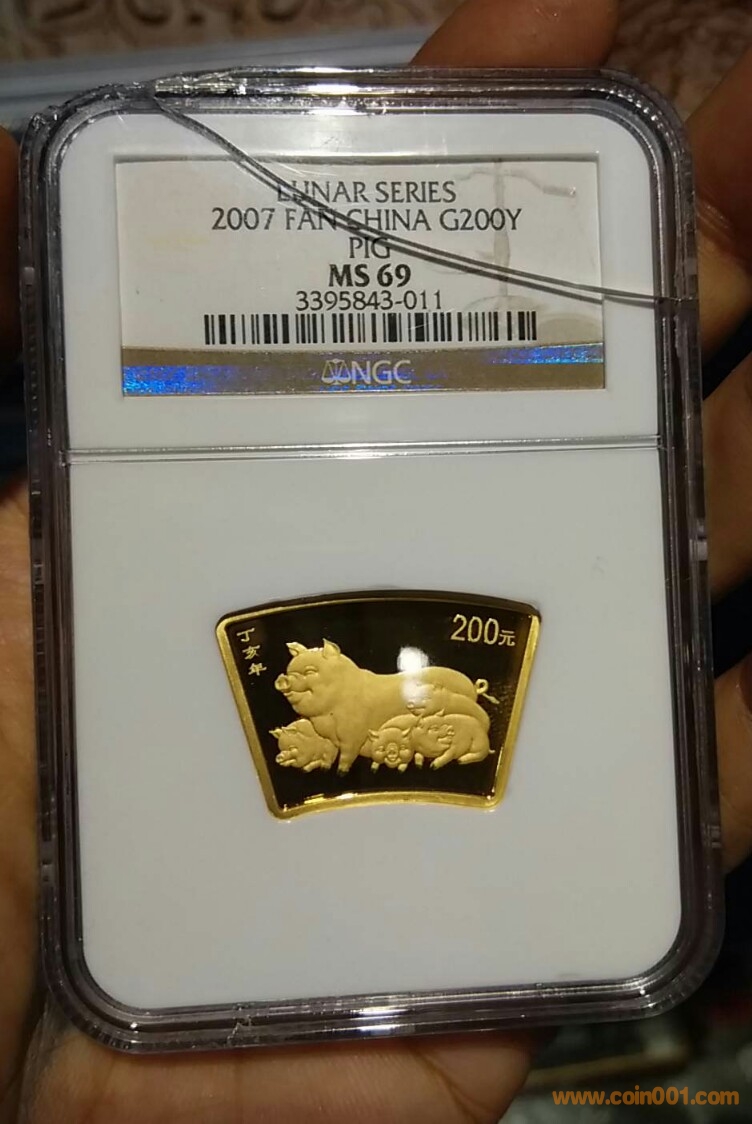 LUNAR SERIES
2007 FAN CHINA G200Y
PIG
MS 69
3395843-011
NGC
200元
丁亥年
www.coin001.com